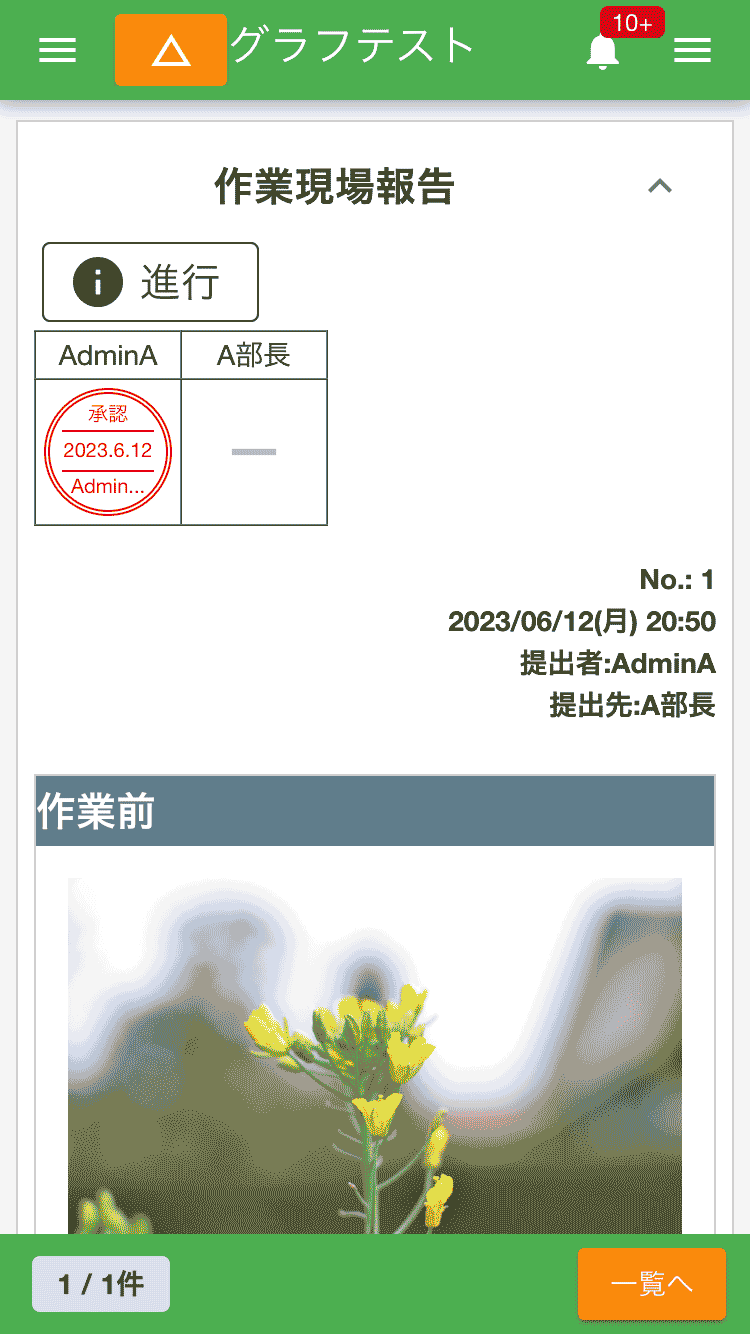 グラフテスト
10+
作業現場報告
進行
AdminA
A部長
承認
2023.6.12
Admin...
No.: 1
2023/06/12(月) 20:50
提出者:AdminA
提出先:A部長
作業前
1 / 1件
一覧へ